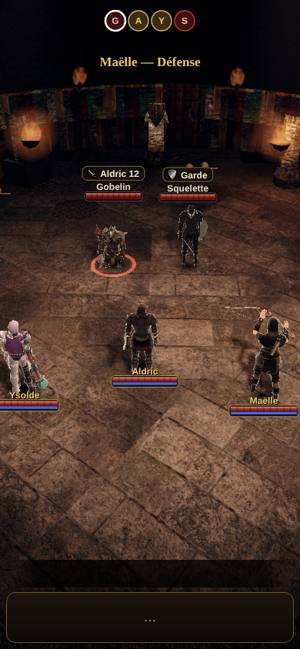 G A Y S
Maëlle — Défense
Aldric 12
Garde
Gobelin
Squelette
Ysolde
Aldric
Maëlle
...